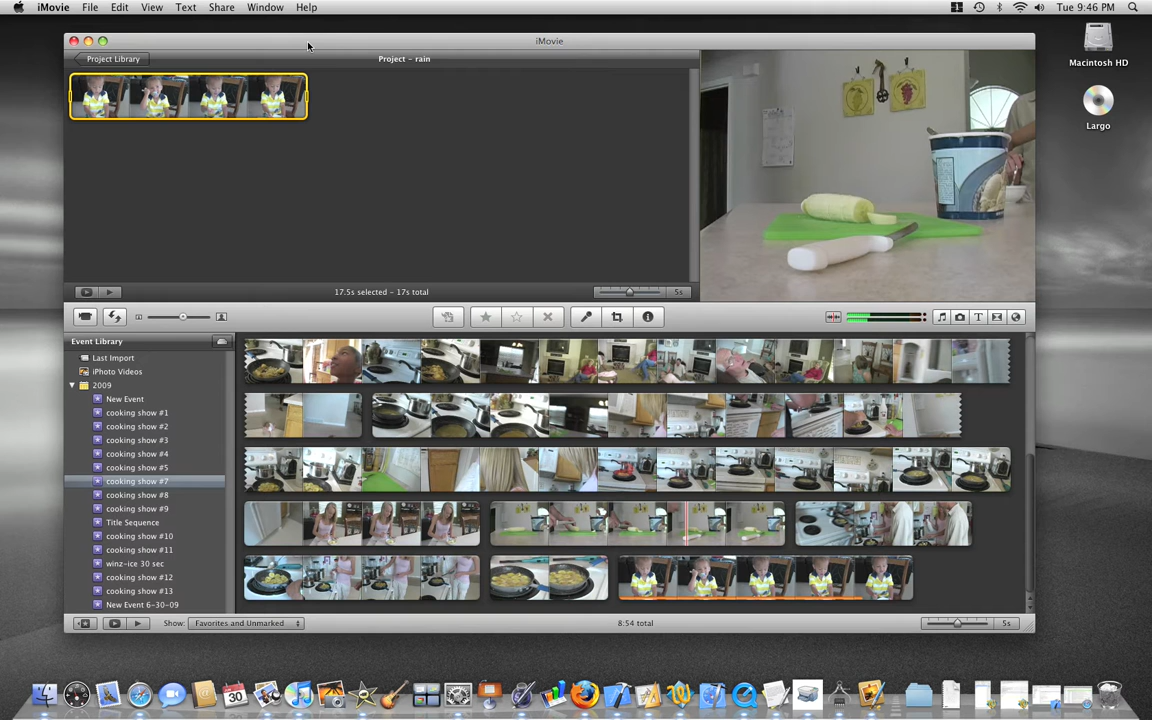 iMovie File Edit View Text Share Window Help
Tue 9:46 PM
iMovie
Project Library
Project - rain
Macintosh HD
Largo
17.5s selected - 17s total
5s
Event Library
Last Import
iPhoto Videos
2009
New Event
cooking show #1
cooking show #2
cooking show #3
cooking show #4
cooking show #5
cooking show #7
cooking show #8
cooking show #9
Title Sequence
cooking show #10
cooking show #11
winz-ice 30 sec
cooking show #12
cooking show #13
New Event 6-30-09
Show: Favorites and Unmarked
8:54 total
5s
30